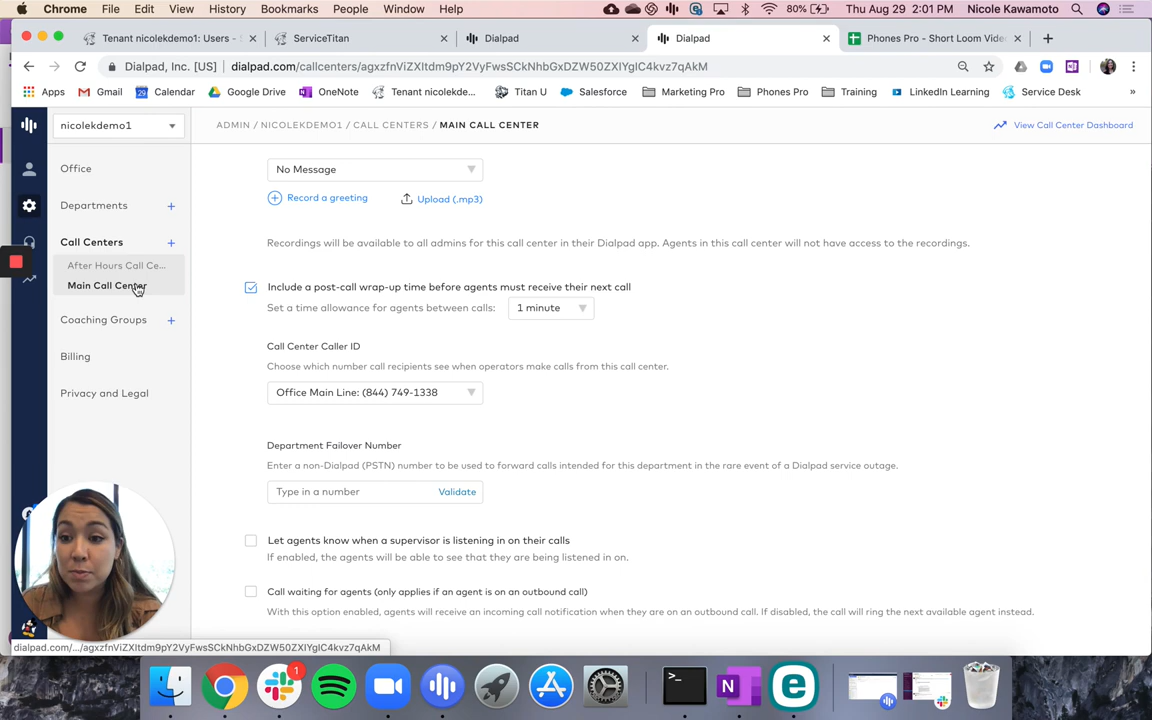 Chrome File Edit View History Bookmarks People Window Help 80% Thu Aug 29 2:01 PM Nicole Kawamoto
Tenant nicolekdemo1: Users - S
ServiceTitan
Dialpad
Dialpad
Phones Pro - Short Loom Video
Dialpad, Inc. [US] dialpad.com/callcenters/agxzfnViZXItdm9pY2VyFwsSCkNhbGxDZW50ZXIYgIC4kvz7qAkM
Apps Gmail Calendar Google Drive OneNote Tenant nicolekde... Titan U Salesforce Marketing Pro Phones Pro Training LinkedIn Learning Service Desk »
nicolekdemo1
ADMIN / NICOLEKDEMO1 / CALL CENTERS / MAIN CALL CENTER
View Call Center Dashboard
Office
Departments +
Call Centers +
After Hours Call Ce...
Main Call Center
Coaching Groups +
Billing
Privacy and Legal
No Message
Record a greeting
Upload (.mp3)
Recordings will be available to all admins for this call center in their Dialpad app. Agents in this call center will not have access to the recordings.
Include a post-call wrap-up time before agents must receive their next call
Set a time allowance for agents between calls: 1 minute
Call Center Caller ID
Choose which number call recipients see when operators make calls from this call center.
Office Main Line: (844) 749-1338
Department Failover Number
Enter a non-Dialpad (PSTN) number to be used to forward calls intended for this department in the rare event of a Dialpad service outage.
Type in a number Validate
Let agents know when a supervisor is listening in on their calls
If enabled, the agents will be able to see that they are being listened in on.
Call waiting for agents (only applies if an agent is on an outbound call)
With this option enabled, agents will receive an incoming call notification when they are on an outbound call. If disabled, the call will ring the next available agent instead.
dialpad.com/.../agxzfnViZXItdm9pY2VyFwsSCkNhbGxDZW50ZXIYgIC4kvz7qAkM
1